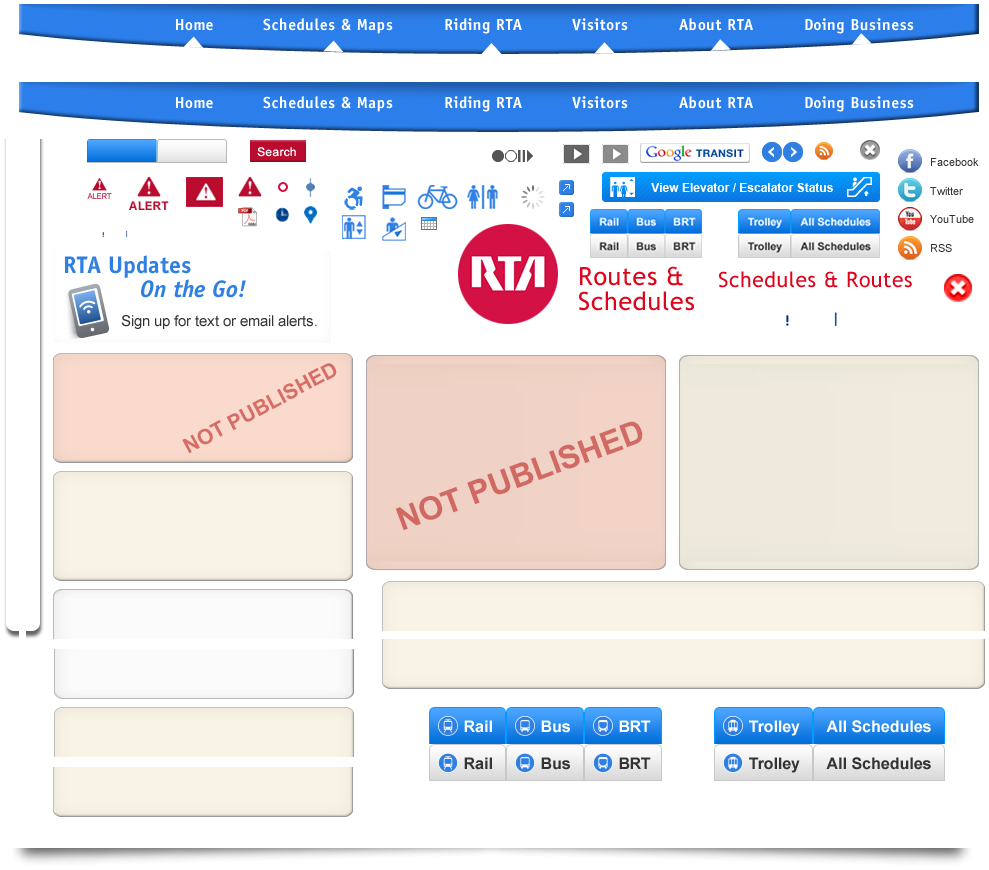 Home Schedules & Maps Riding RTA Visitors About RTA Doing Business
Home Schedules & Maps Riding RTA Visitors About RTA Doing Business
Search
Google TRANSIT
Facebook
ALERT
ALERT
PDF
View Elevator / Escalator Status
Twitter
Rail Bus BRT
Trolley All Schedules
You Tube
YouTube
Rail Bus BRT
Trolley All Schedules
RSS
!
RTA Updates
On the Go!
Sign up for text or email alerts.
RTA
Routes &
Schedules
Schedules & Routes
!
NOT PUBLISHED
NOT PUBLISHED
Rail Bus BRT
Trolley All Schedules
Rail Bus BRT
Trolley All Schedules